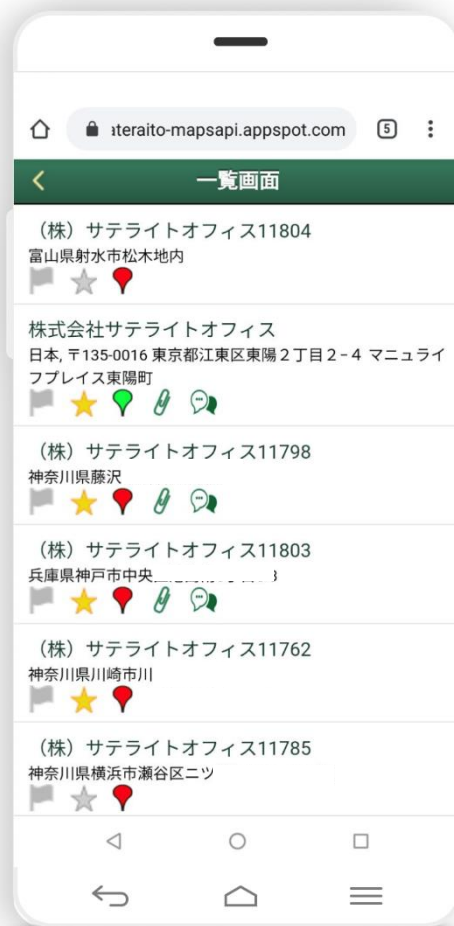 ateraito-mapsapi.appspot.com
5
一覧画面
（株）サテライトオフィス11804
富山県射水市松木地内
株式会社サテライトオフィス
日本, 〒135-0016 東京都江東区東陽２丁目２−４ マニュライ
フプレイス東陽町
（株）サテライトオフィス11798
神奈川県藤沢
（株）サテライトオフィス11803
兵庫県神戸市中央
（株）サテライトオフィス11762
神奈川県川崎市川
（株）サテライトオフィス11785
神奈川県横浜市瀬谷区二ツ